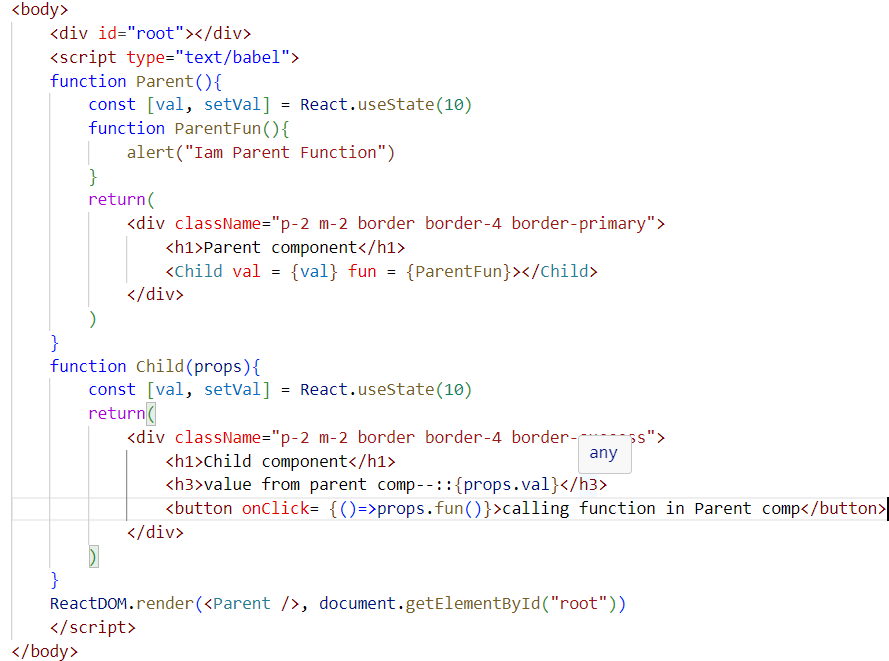 <body>
<div id="root"></div>
<script type="text/babel">
function Parent(){
const [val, setVal] = React.useState(10)
function ParentFun(){
alert("Iam Parent Function")
}
return(
<div className="p-2 m-2 border border-4 border-primary">
<h1>Parent component</h1>
<Child val = {val} fun = {ParentFun}></Child>
</div>
)
}
function Child(props){
const [val, setVal] = React.useState(10)
return(
<div className="p-2 m-2 border border-4 border-success">
<h1>Child component</h1>
any
<h3>value from parent comp--::{props.val}</h3>
<button onClick= {()=>props.fun()}>calling function in Parent comp</button>
</div>
)
}
ReactDOM.render(<Parent />, document.getElementById("root"))
</script>
</body>